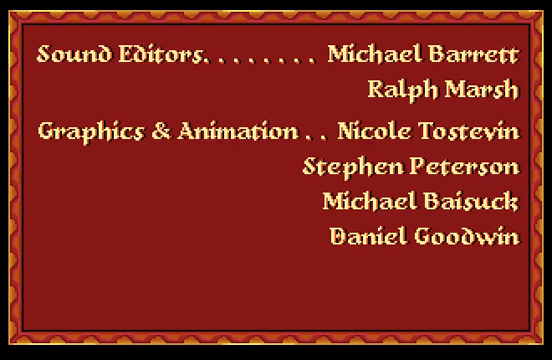 Sound Editors. . . . . . . . Michael Barrett
Ralph Marsh
Graphics & Animation . . Nicole Tostevin
Stephen Peterson
Michael Baisuck
Daniel Goodwin